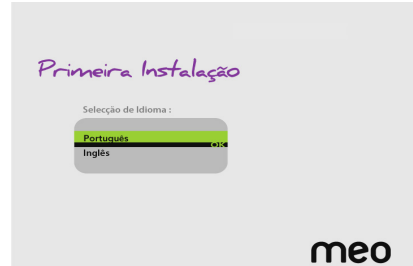 Primeira Instalação
Selecção de Idioma :
Português
OK
Inglês
meo